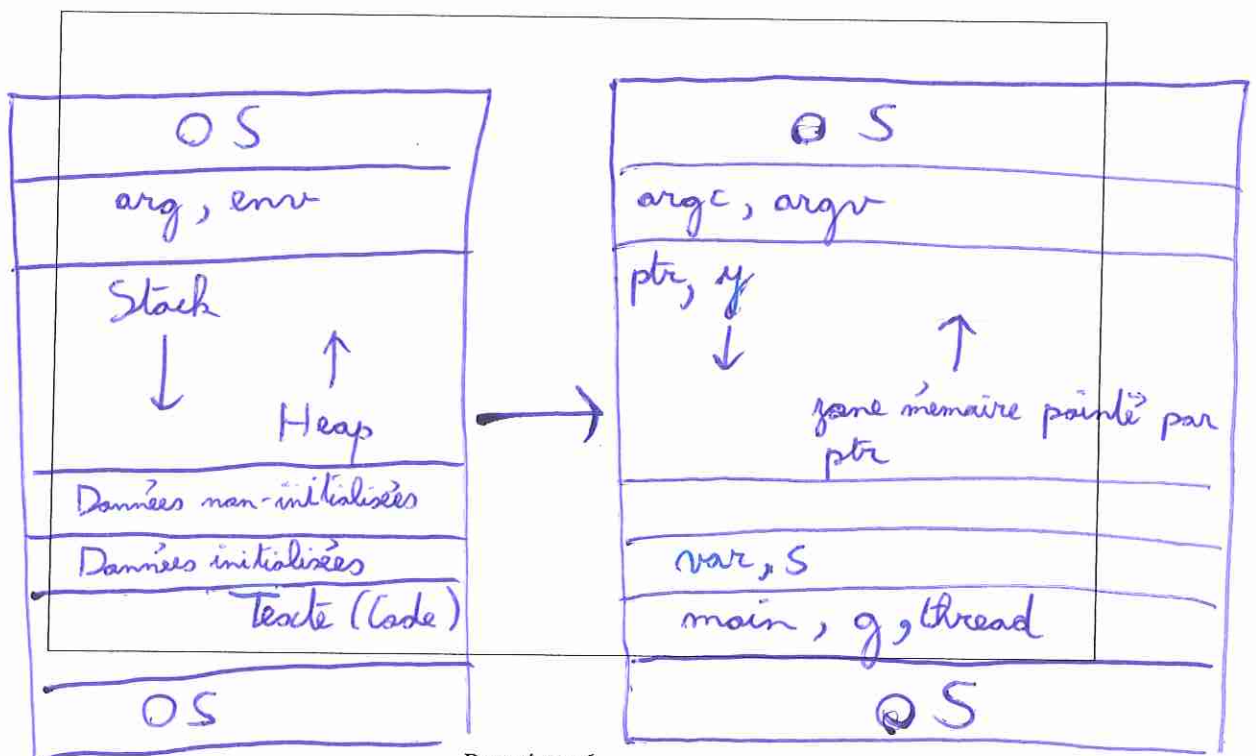 OS
arg, env
Stack
Heap
Données non-initialisées
Données initialisées
Texte (Code)
OS
OS
argc, argv
ptr, y
zone mémoire pointé par
ptr
var, s
main, g, thread
OS